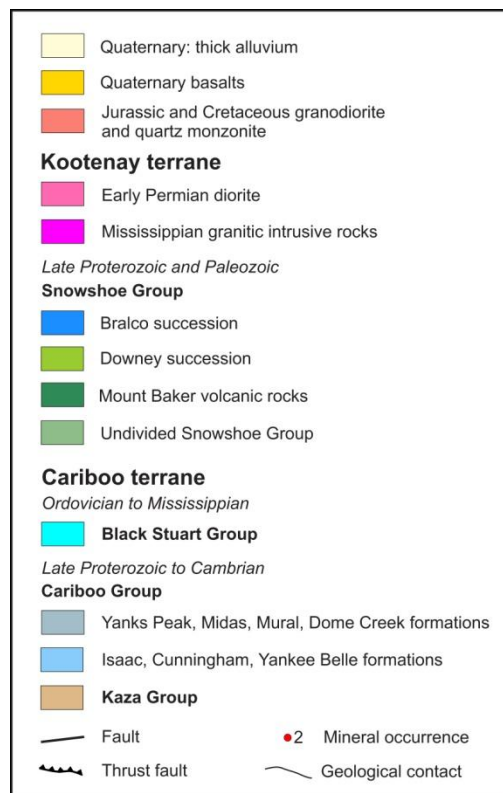 Quaternary: thick alluvium
Quaternary basalts
Jurassic and Cretaceous granodiorite
and quartz monzonite
Kootenay terrane
Early Permian diorite
Mississippian granitic intrusive rocks
Late Proterozoic and Paleozoic
Snowshoe Group
Bralco succession
Downey succession
Mount Baker volcanic rocks
Undivided Snowshoe Group
Cariboo terrane
Ordovician to Mississippian
Black Stuart Group
Late Proterozoic to Cambrian
Cariboo Group
Yanks Peak, Midas, Mural, Dome Creek formations
Isaac, Cunningham, Yankee Belle formations
Kaza Group
Fault
2 Mineral occurrence
Thrust fault
Geological contact